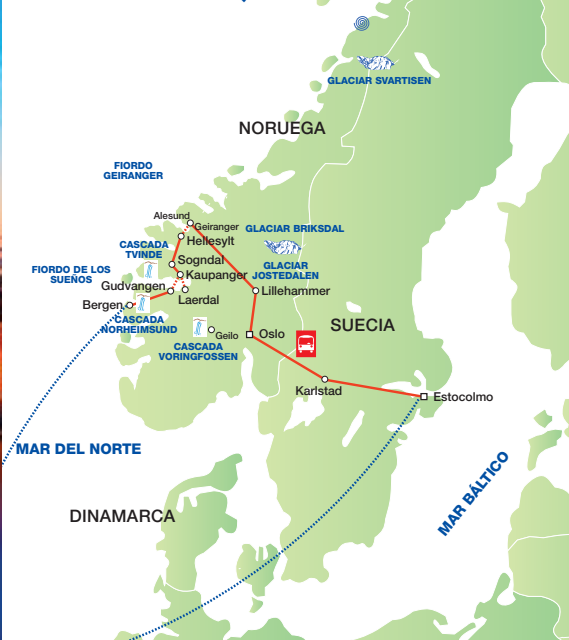 GLACIAR SVARTISEN
NORUEGA
FIORDO
GEIRANGER
Alesund
Geiranger
GLACIAR BRIKSDAL
Hellesylt
CASCADA
TVINDE
Sogndal
GLACIAR
JOSTEDALEN
FIORDO DE LOS
SUEÑOS
Kaupanger
Gudvangen
Lillehammer
Laerdal
Bergen
CASCADA
NORHEIMSUND
SUECIA
Oslo
Geilo
CASCADA
VORINGFOSSEN
Karlstad
Estocolmo
MAR DEL NORTE
MAR BÁLTICO
DINAMARCA